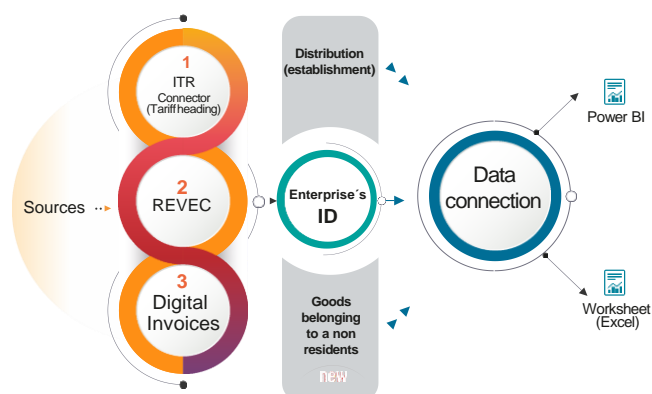 Sources
1
ITR
Connector
(Tariff heading)
2
REVEC
3
Digital
Invoices
Distribution
(establishment)
Enterprise´s
ID
Goods
belonging
to a non
residents
new
Data
connection
Power BI
Worksheet
(Excel)